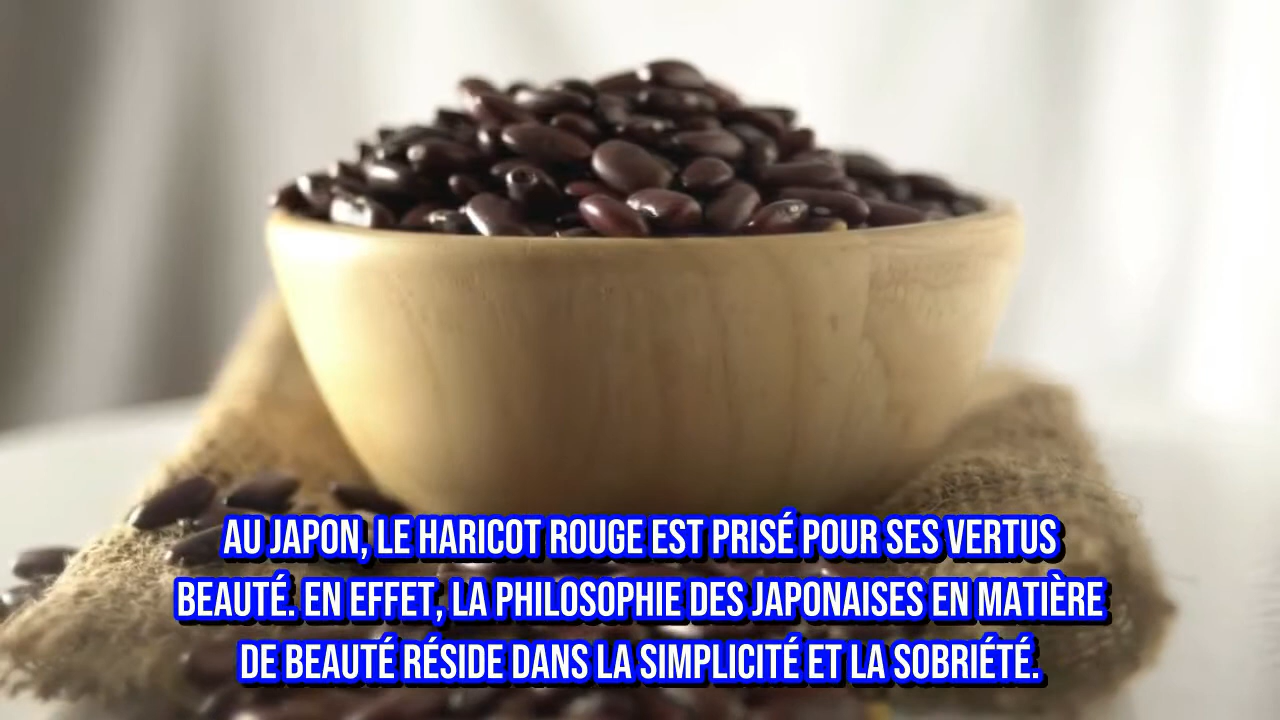 AU JAPON, LE HARICOT ROUGE EST PRISÉ POUR SES VERTUS
BEAUTÉ. EN EFFET, LA PHILOSOPHIE DES JAPONAISES EN MATIÈRE
DE BEAUTÉ RÉSIDE DANS LA SIMPLICITÉ ET LA SOBRIÉTÉ.